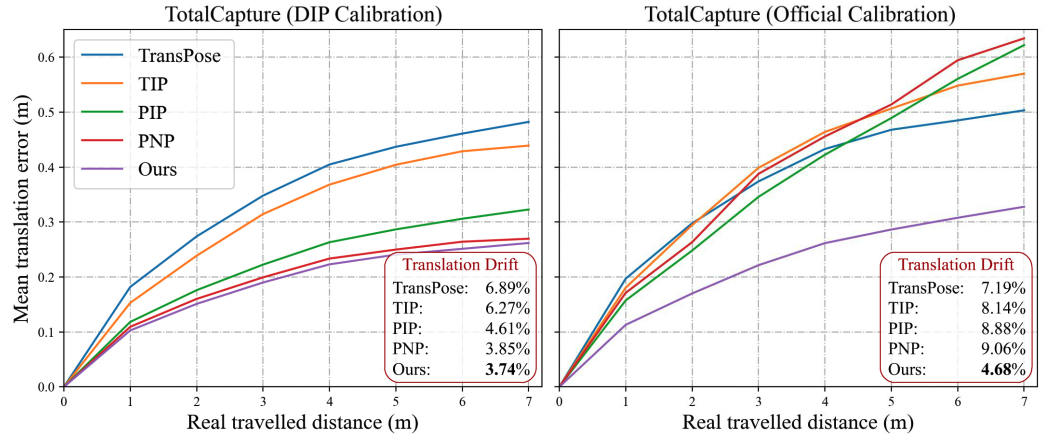 TotalCapture (DIP Calibration)
TotalCapture (Official Calibration)
Mean translation error (m)
0.6
0.5
0.4
0.3
0.2
0.1
0.0
TransPose
TIP
PIP
PNP
Ours
Translation Drift
TransPose: 6.89%
TIP: 6.27%
PIP: 4.61%
PNP: 3.85%
Ours: 3.74%
0 1 2 3 4 5 6 7
Real travelled distance (m)
Translation Drift
TransPose: 7.19%
TIP: 8.14%
PIP: 8.88%
PNP: 9.06%
Ours: 4.68%
0 1 2 3 4 5 6 7
Real travelled distance (m)